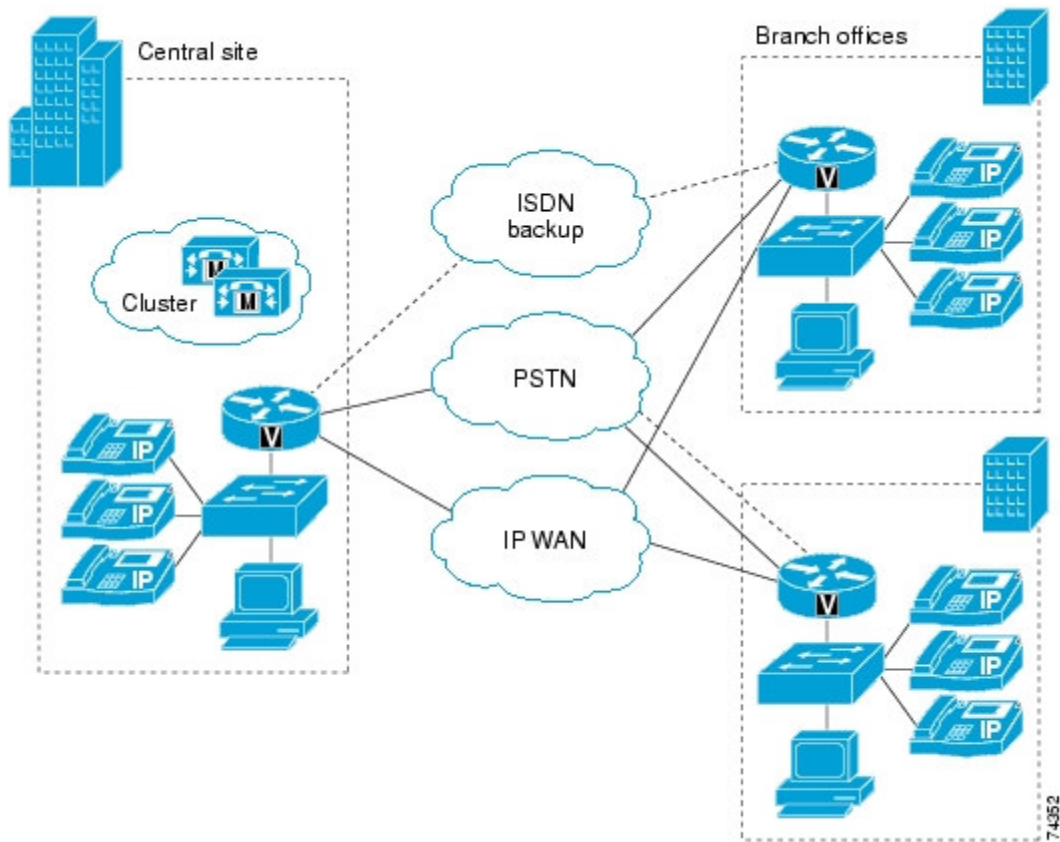 Central site
Branch offices
ISDN
backup
V
IP
IP
IP
M
M
Cluster
PSTN
V
IP
IP
IP
IP WAN
V
IP
IP
IP
74352